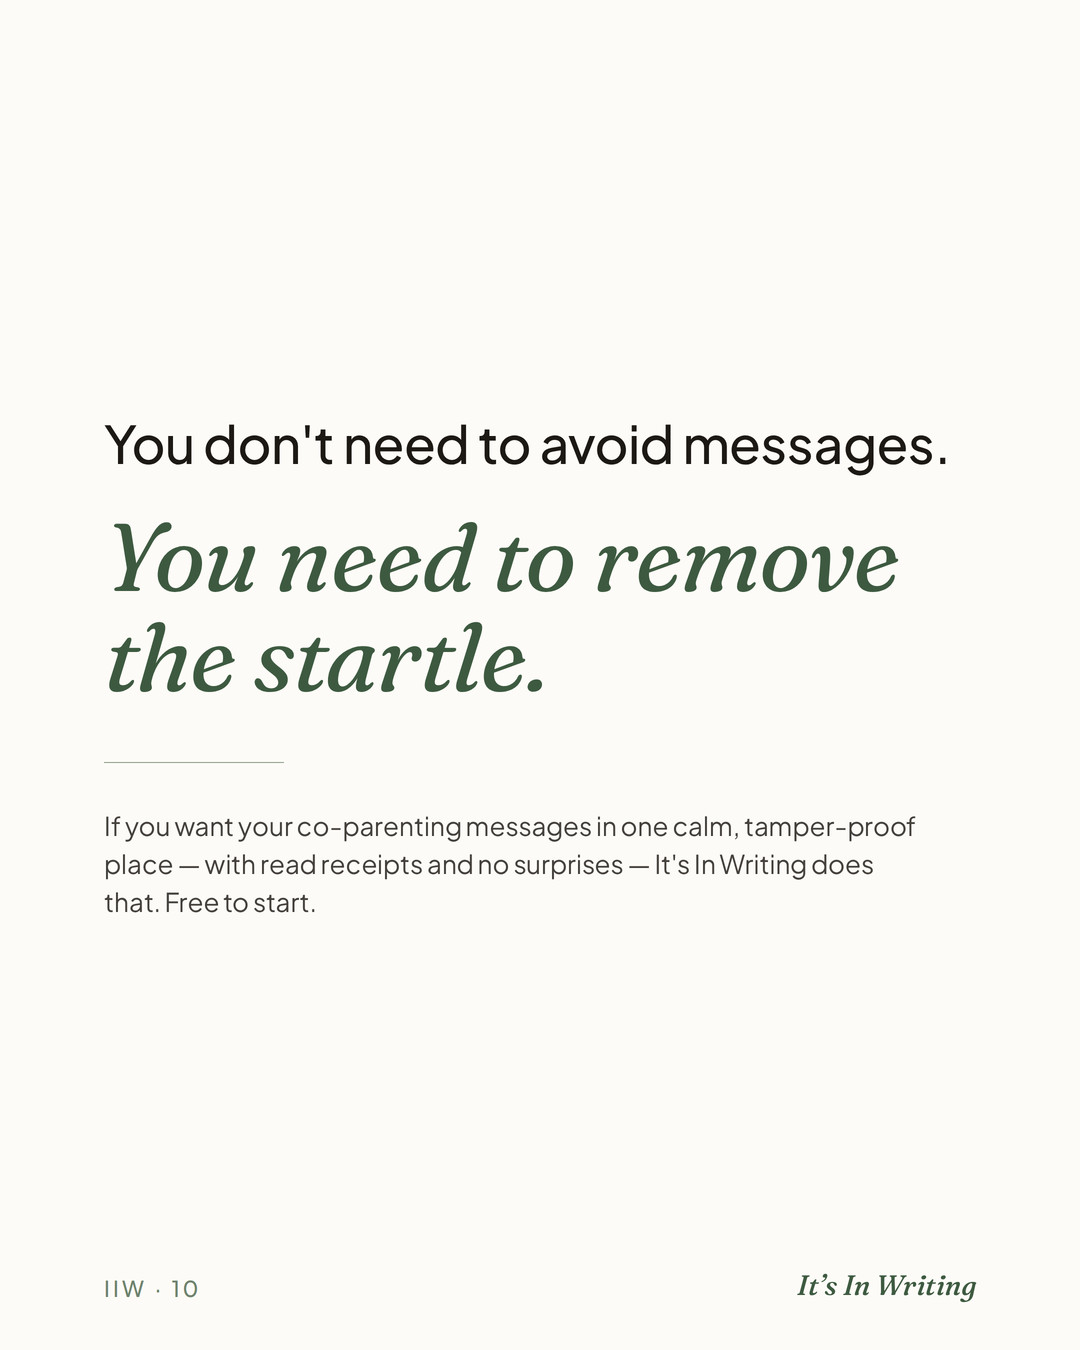 You don't need to avoid messages.
You need to remove
the startle.
If you want your co-parenting messages in one calm, tamper-proof
place — with read receipts and no surprises — It's In Writing does
that. Free to start.
IIW · 10
It’s In Writing